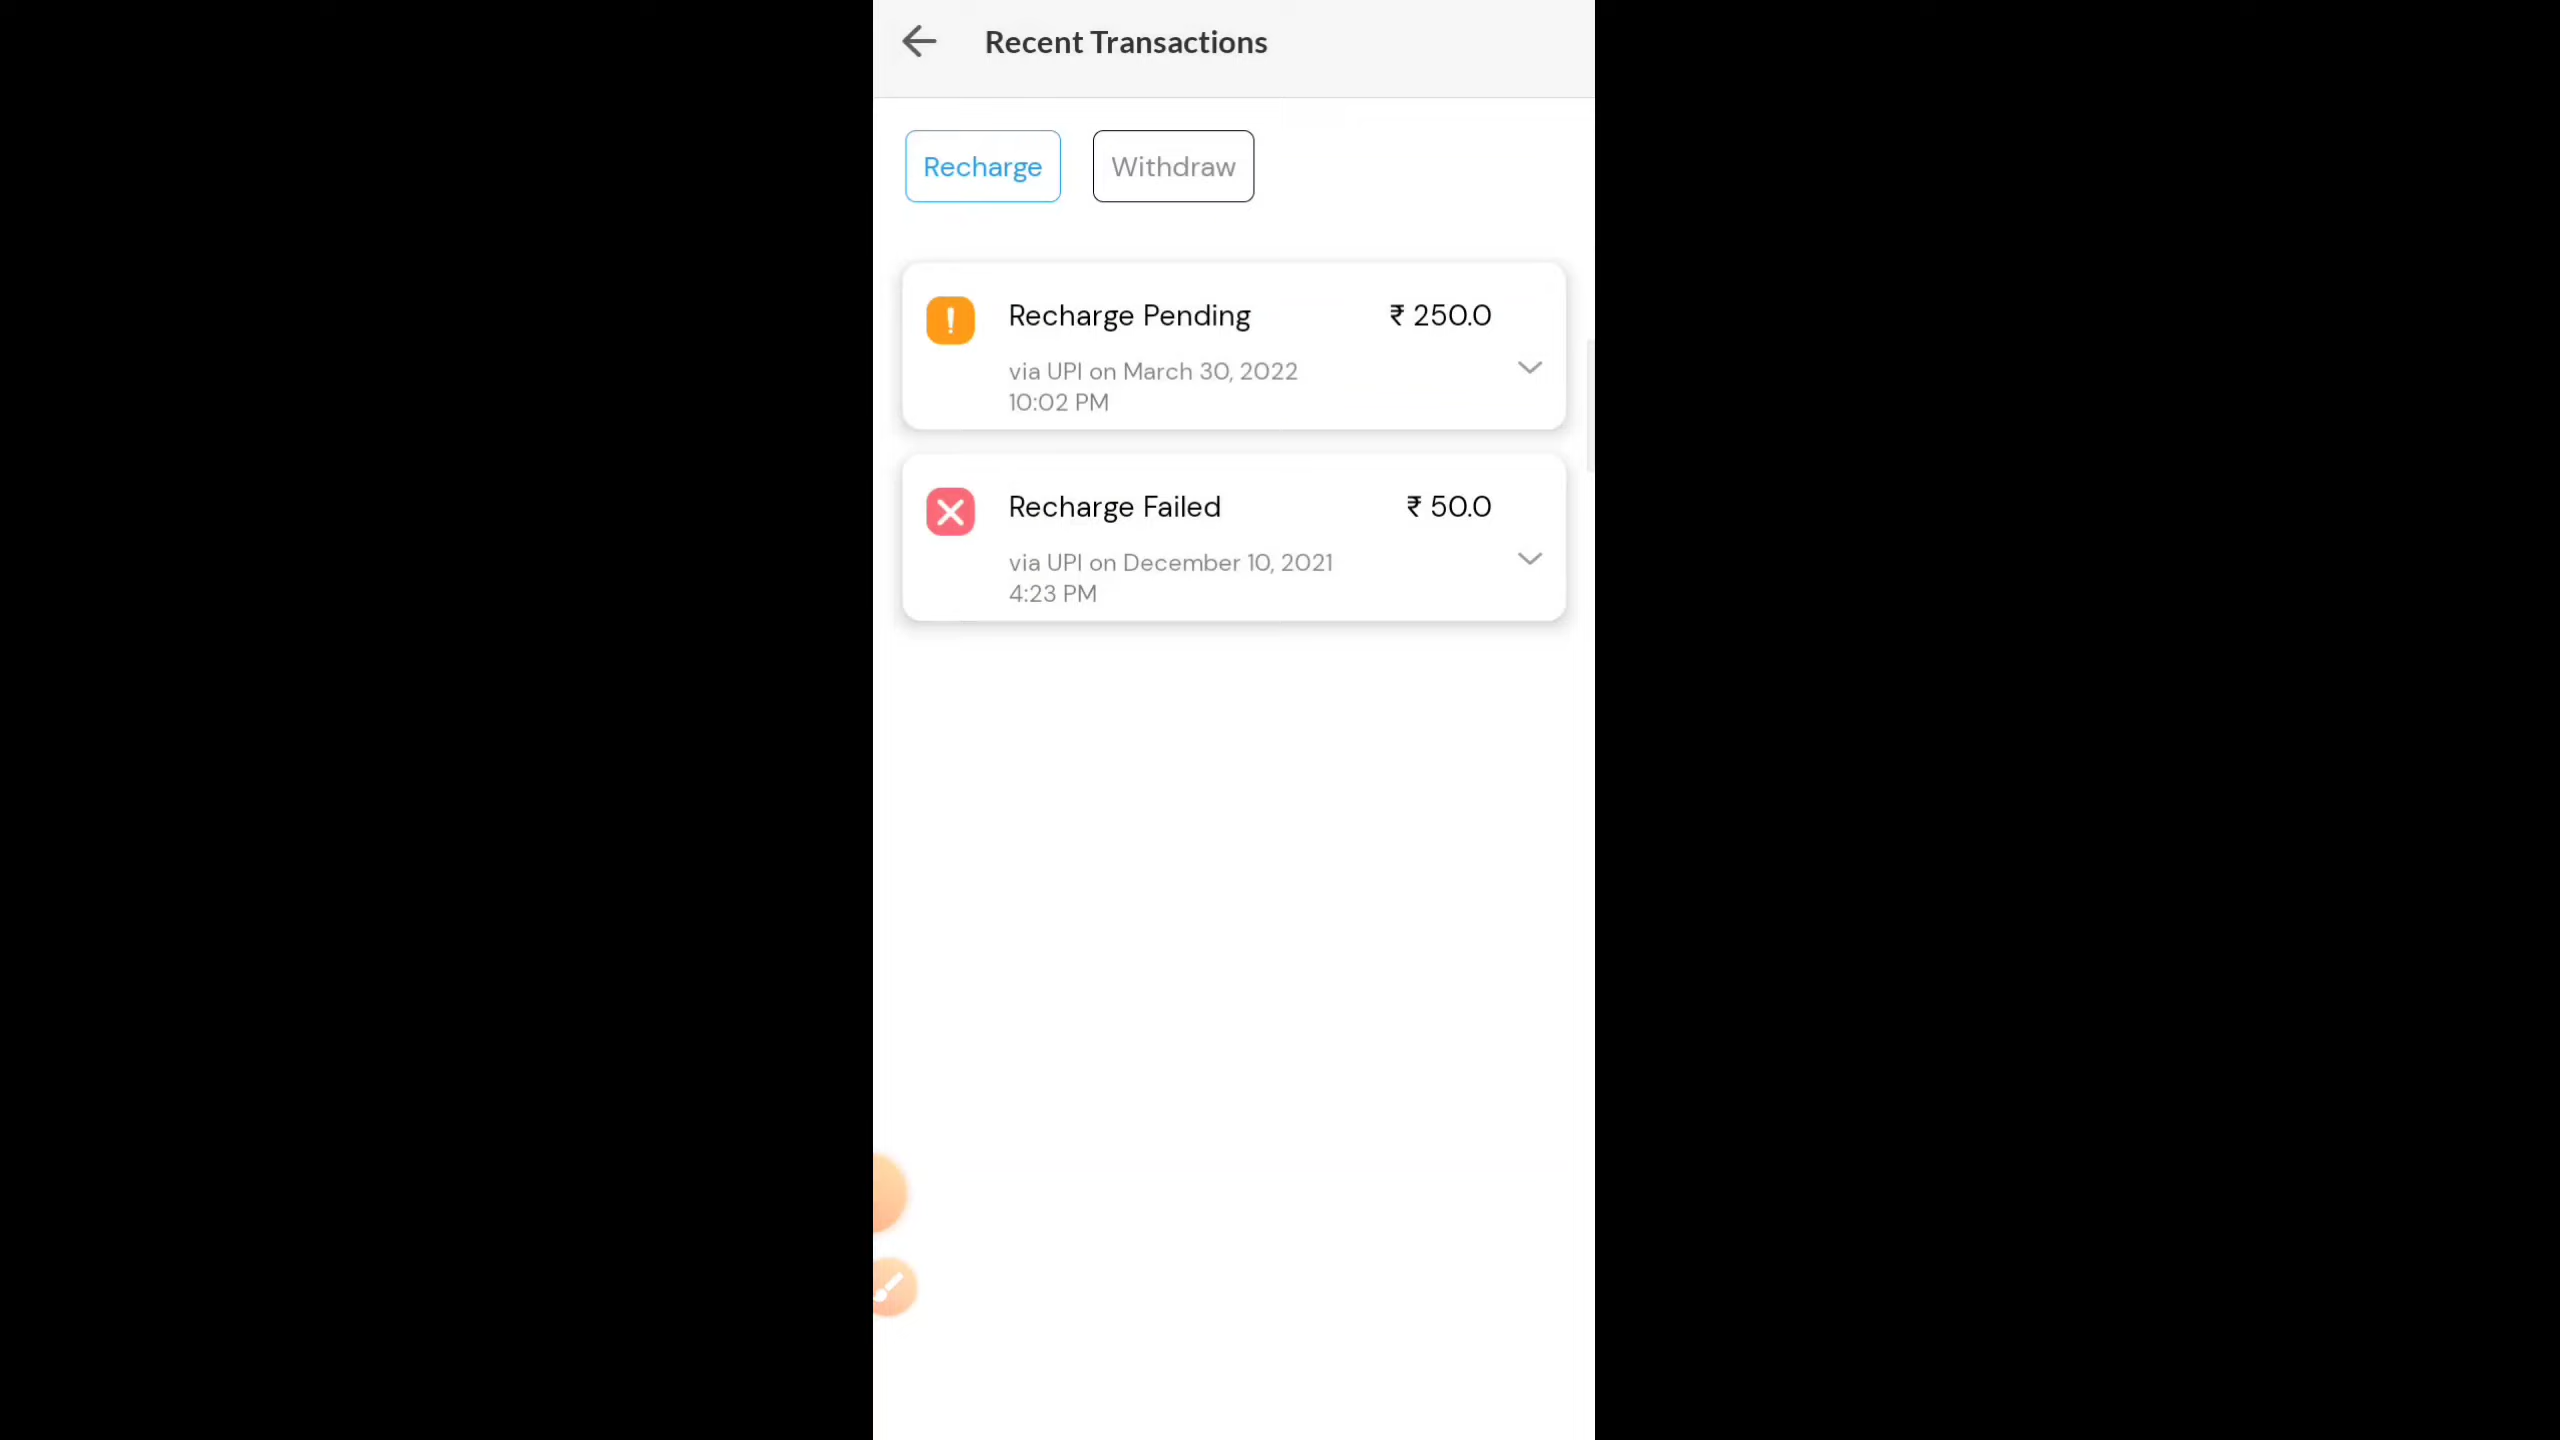 Recent Transactions
Recharge
Withdraw
Recharge Pending
₹ 250.0
via UPI on March 30, 2022
10:02 PM
Recharge Failed
₹ 50.0
via UPI on December 10, 2021
4:23 PM